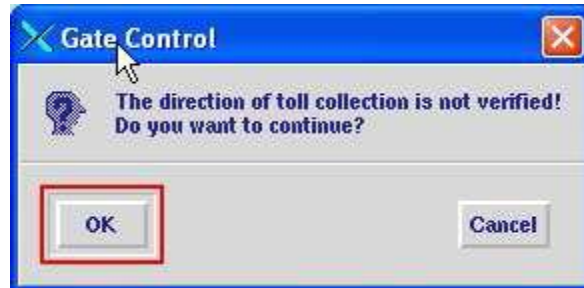 Gate Control
The direction of toll collection is not verified!
Do you want to continue?
OK
Cancel